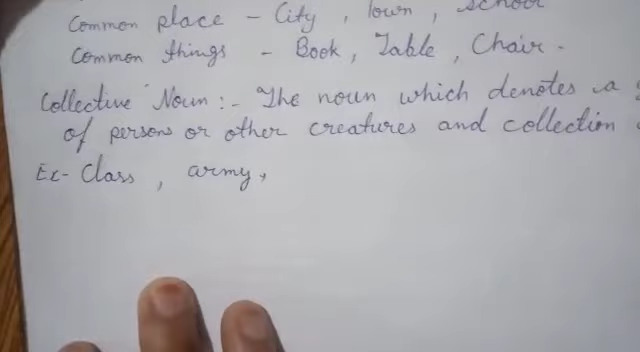 Common place - City, Town, School
Common things - Book, Table, Chair.
Collective Noun :- The noun which denotes a
of persons or other creatures and collection
Ex- Class, army,